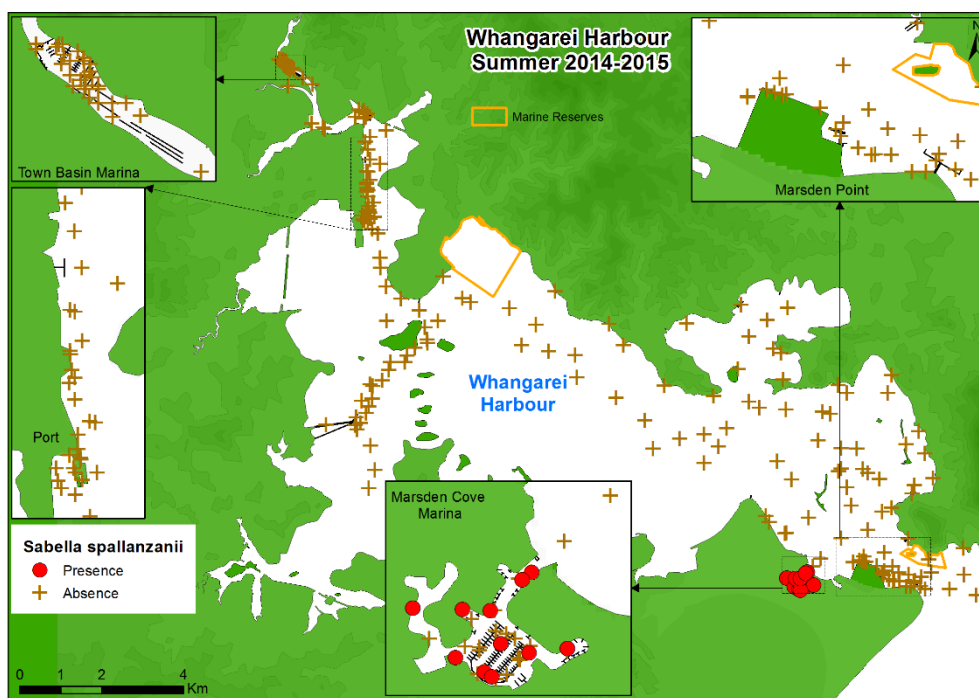 Whangarei Harbour
Summer 2014-2015
Marine Reserves
N
Town Basin Marina
Marsden Point
Port
Whangarei
Harbour
Marsden Cove
Marina
Sabella spallanzanii
Presence
Absence
0 1 2 4
Km